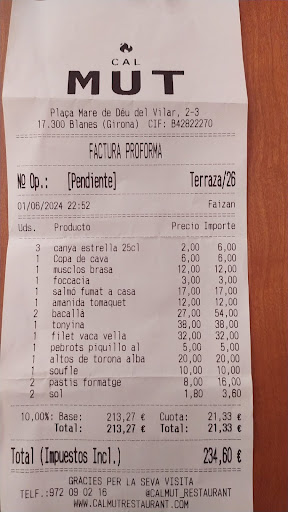 CAL
MUT
Plaça Mare de Déu del Vilar, 2-3
17.300 Blanes (Girona) CIF: B42822270
FACTURA PROFORMA
Nº Op.: [Pendiente] Terraza/26
01/06/2024 22:52 Faizan
Uds. Producto Precio Importe
3 canya estrella 25cl 2,00 6,00
1 Copa de cava 6,00 6,00
1 musclos brasa 12,00 12,00
1 foccacia 3,00 3,00
1 salmó fumat a casa 17,00 17,00
1 amanida tomaquet 12,00 12,00
2 bacallà 27,00 54,00
1 tonyina 38,00 38,00
1 filet vaca vella 32,00 32,00
1 pebrots piquillo al 5,00 5,00
1 altos de torona alba 20,00 20,00
1 soufle 10,00 10,00
2 pastis formatge 8,00 16,00
2 sol 1,80 3,60
10,00%: Base: 213,27 € Cuota: 21,33 €
Total: 213,27 € Total: 21,33 €
Total (Impuestos Incl.) 234,60 €
GRÀCIES PER LA SEVA VISITA
TELF.:972 09 02 16 @CALMUT_RESTAURANT
WWW.CALMUTRESTAURANT.COM